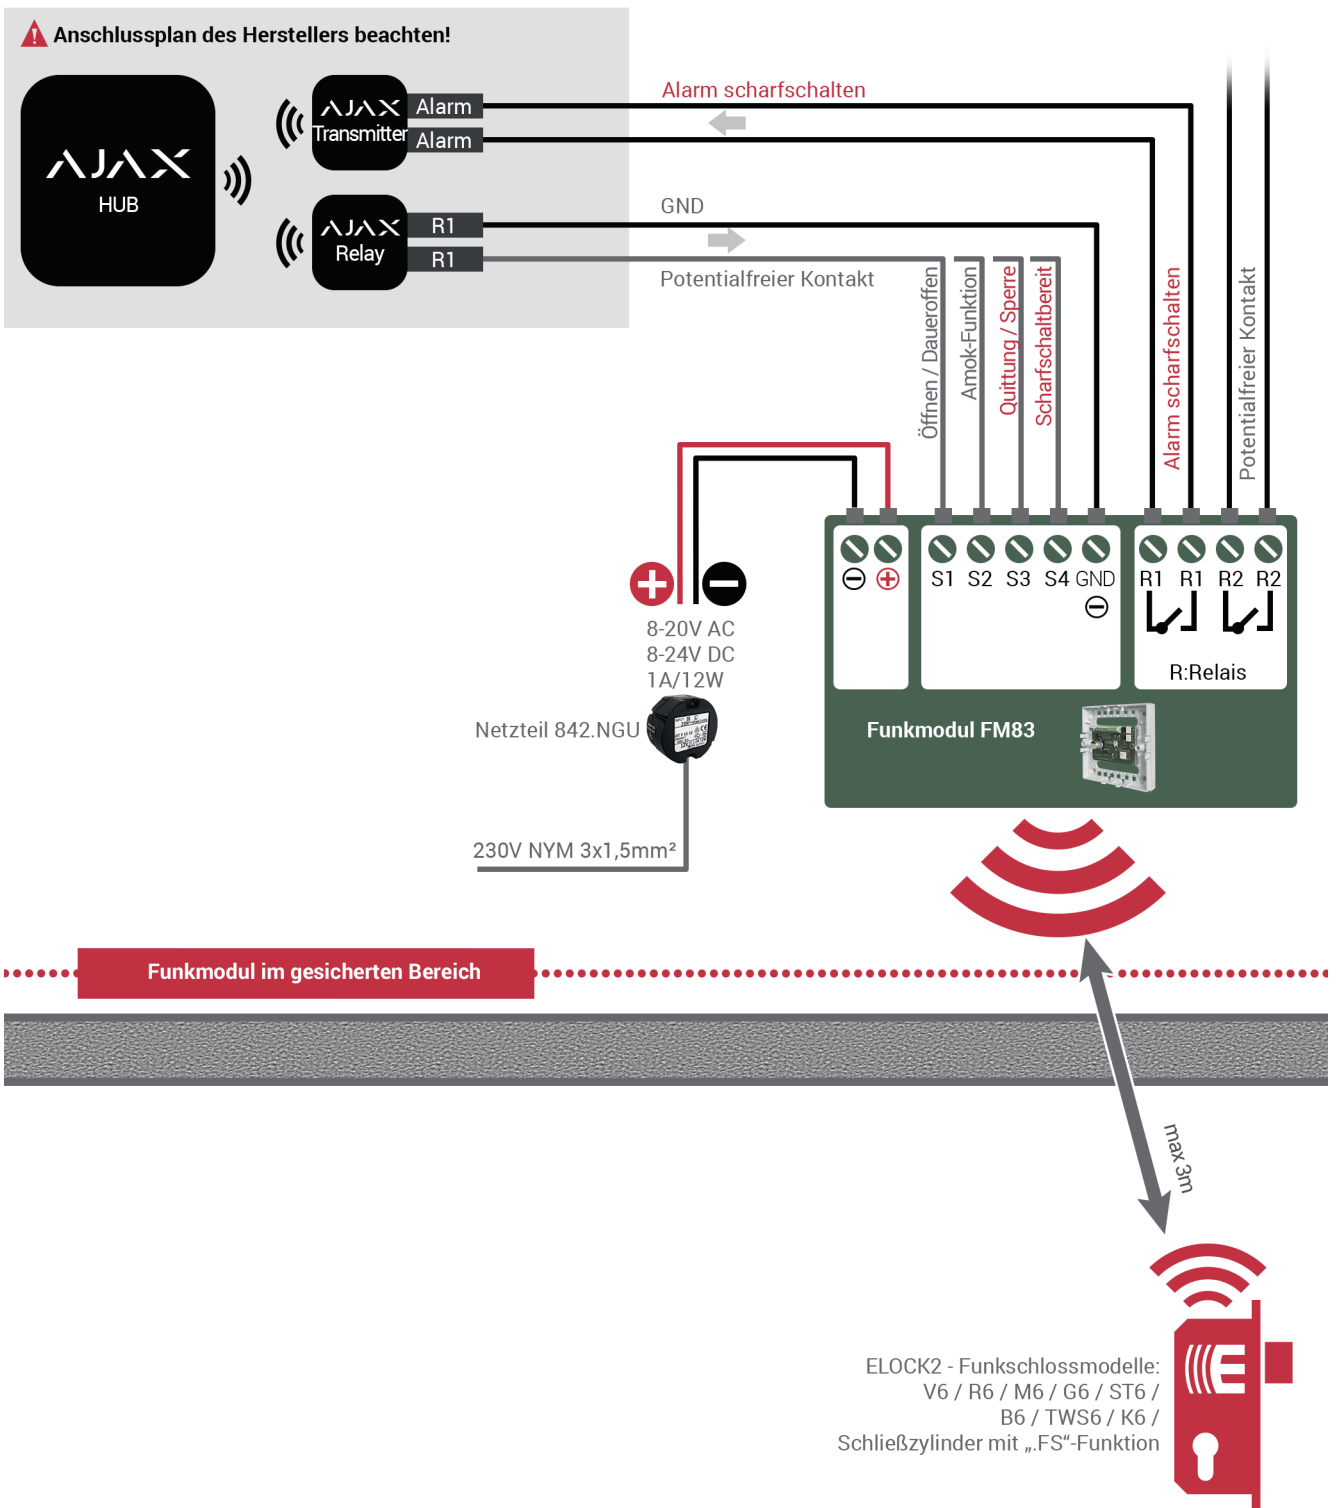 Anschlussplan des Herstellers beachten!
AJAX
HUB
AJAX
Transmitter
Alarm
Alarm
AJAX
Relay
R1
R1
Alarm scharfschalten
GND
Potentialfreier Kontakt
Öffnen / Daueroffen
Amok-Funktion
Quittung / Sperre
Scharfschaltbereit
Alarm scharfschalten
Potentialfreier Kontakt
S1 S2 S3 S4 GND
R1 R1 R2 R2
R:Relais
8-20V AC
8-24V DC
1A/12W
Netzteil 842.NGU
Funkmodul FM83
230V NYM 3x1,5mm²
Funkmodul im gesicherten Bereich
max 3m
ELOCK2 - Funkschlossmodelle:
V6 / R6 / M6 / G6 / ST6 /
B6 / TWS6 / K6 /
Schließzylinder mit „.FS“-Funktion